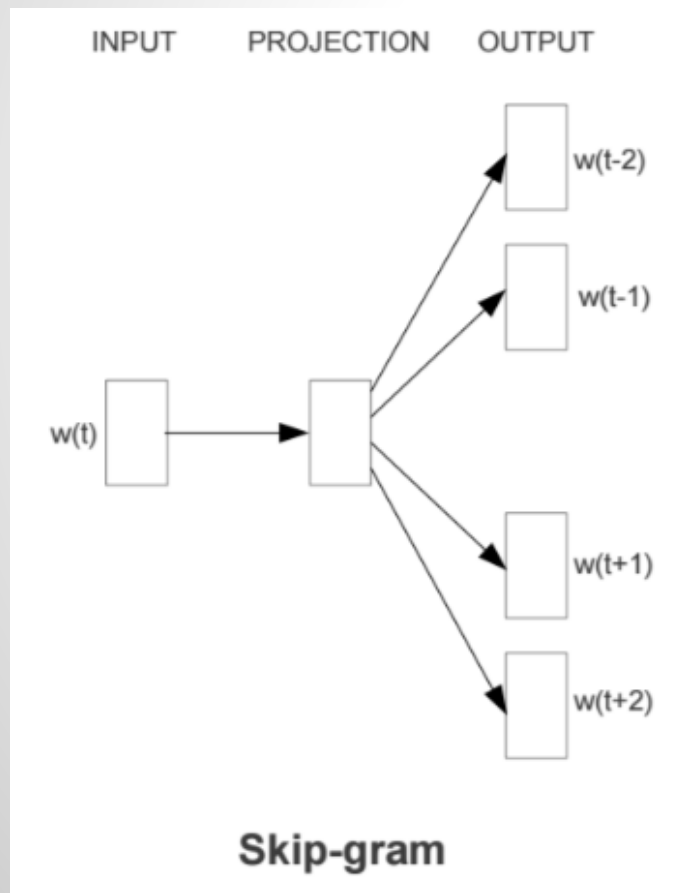 INPUT PROJECTION OUTPUT
w(t-2)
w(t-1)
w(t)
w(t+1)
w(t+2)
Skip-gram